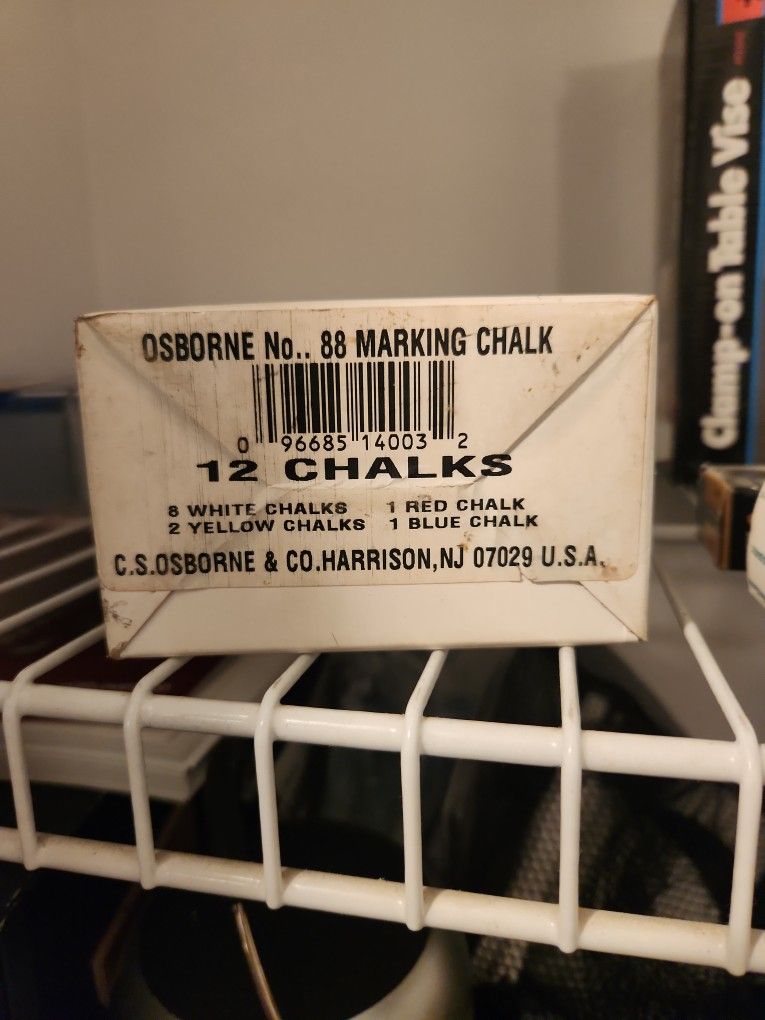 OSBORNE No.. 88 MARKING CHALK
0 96685 14003 2
12 CHALKS
8 WHITE CHALKS 1 RED CHALK
2 YELLOW CHALKS 1 BLUE CHALK
C.S.OSBORNE & CO.HARRISON,NJ 07029 U.S.A.
Clamp-on Table Vise